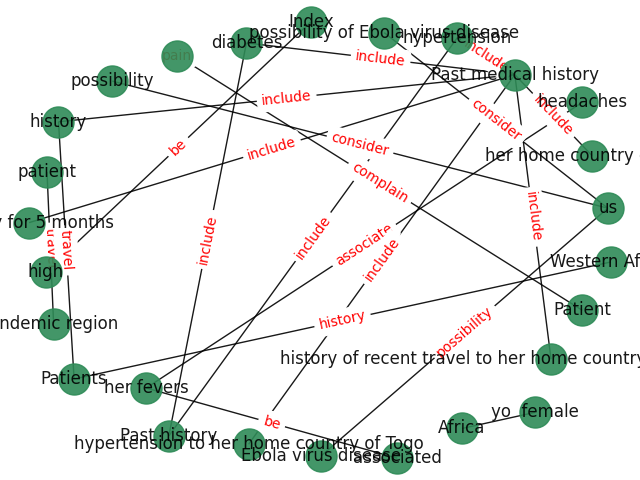 Index
possibility of Ebola virus disease
hypertension
diabetes
include
include
pain
Past medical history
possibility
include
headaches
include
consider
history
consider
be
include
her home country
patient
complain
us
y for 5 months
include
include
travel
include
associate
include
high
Western Af
history
Patient
ndemic region
possibility
history of recent travel to her home country
Patients
her fevers
yo female
be
Africa
Past history
hypertension to her home country of Togo
Ebola virus disease
associated